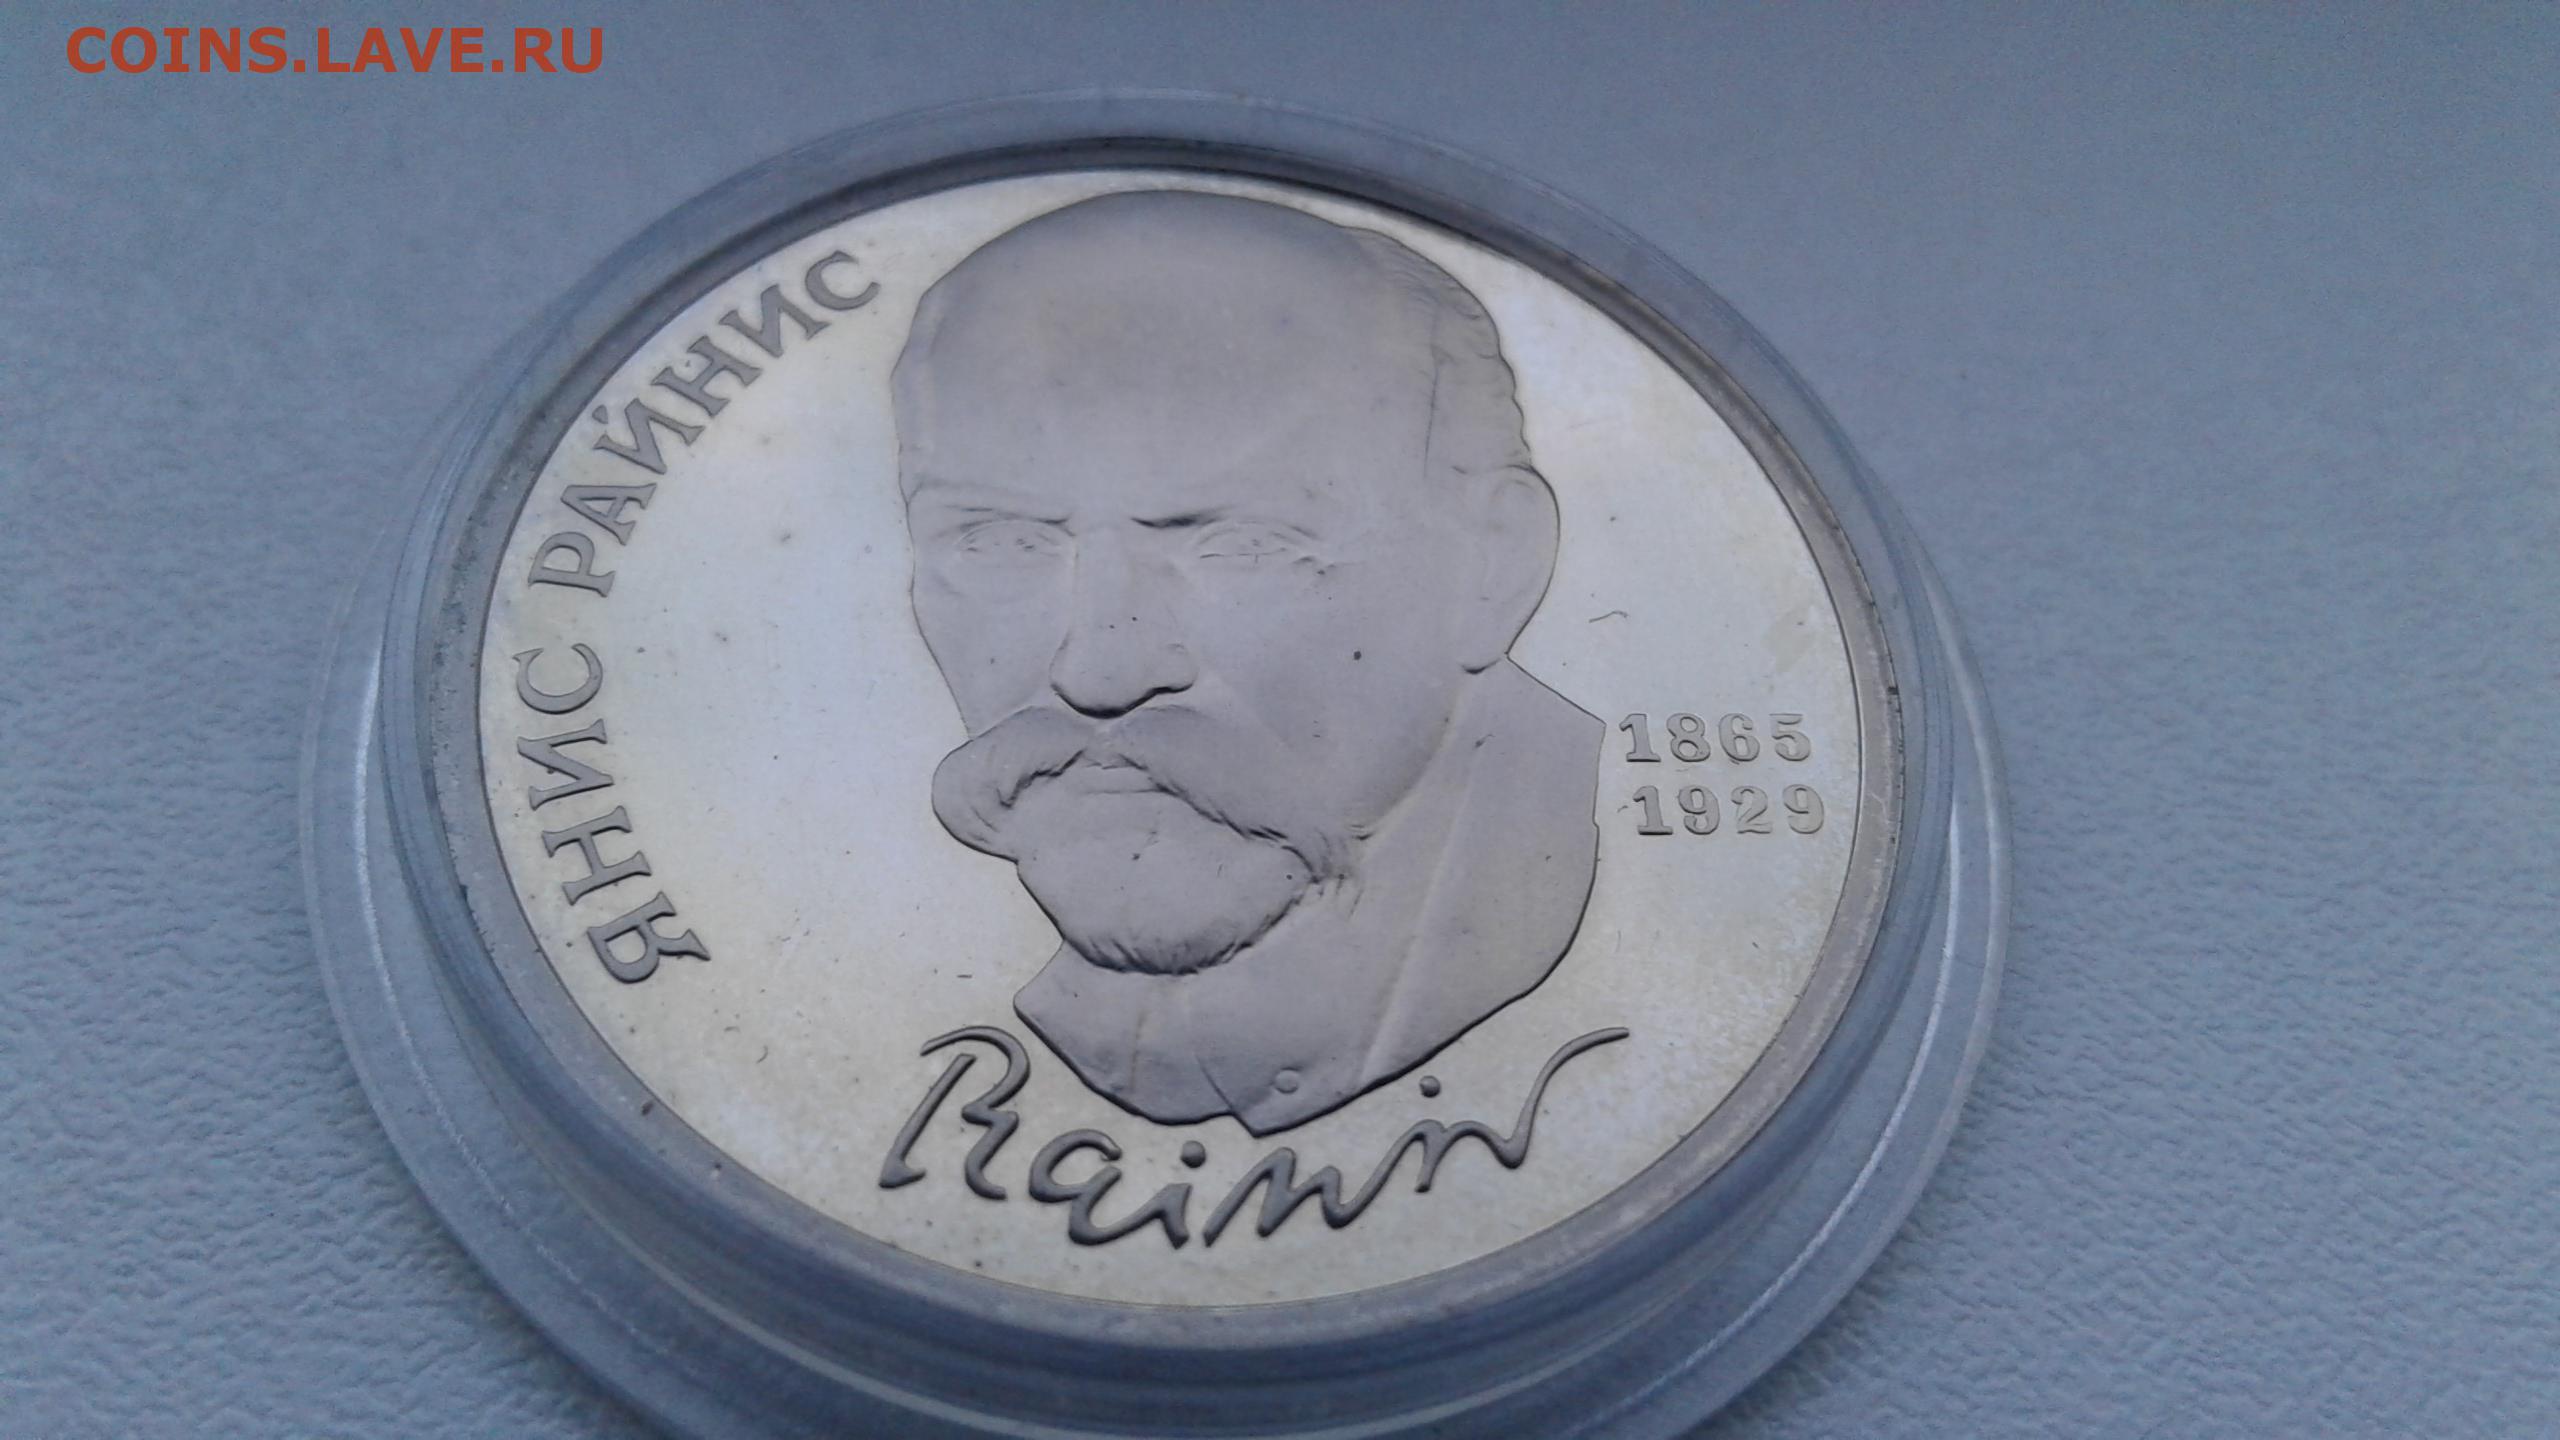 COINS.LAVE.RU
ЯНИС РАЙНИС
1865
1929
Rainis